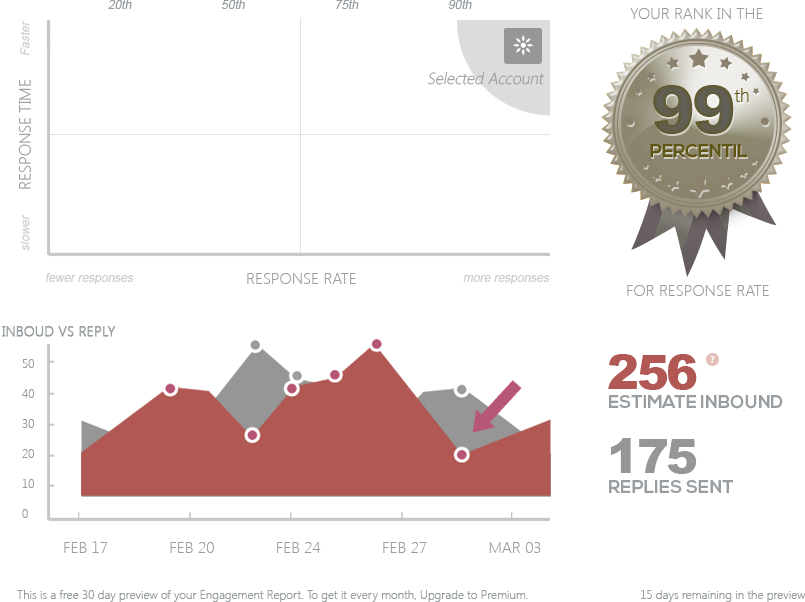 20th 50th 75th 90th
YOUR RANK IN THE
Faster
Selected Account
99th
PERCENTIL
RESPONSE TIME
slower
fewer responses RESPONSE RATE more responses
FOR RESPONSE RATE
INBOUD VS REPLY
50
40
30
20
10
0
FEB 17 FEB 20 FEB 24 FEB 27 MAR 03
256 ?
ESTIMATE INBOUND
175
REPLIES SENT
This is a free 30 day preview of your Engagement Report. To get it every month, Upgrade to Premium.
15 days remaining in the preview